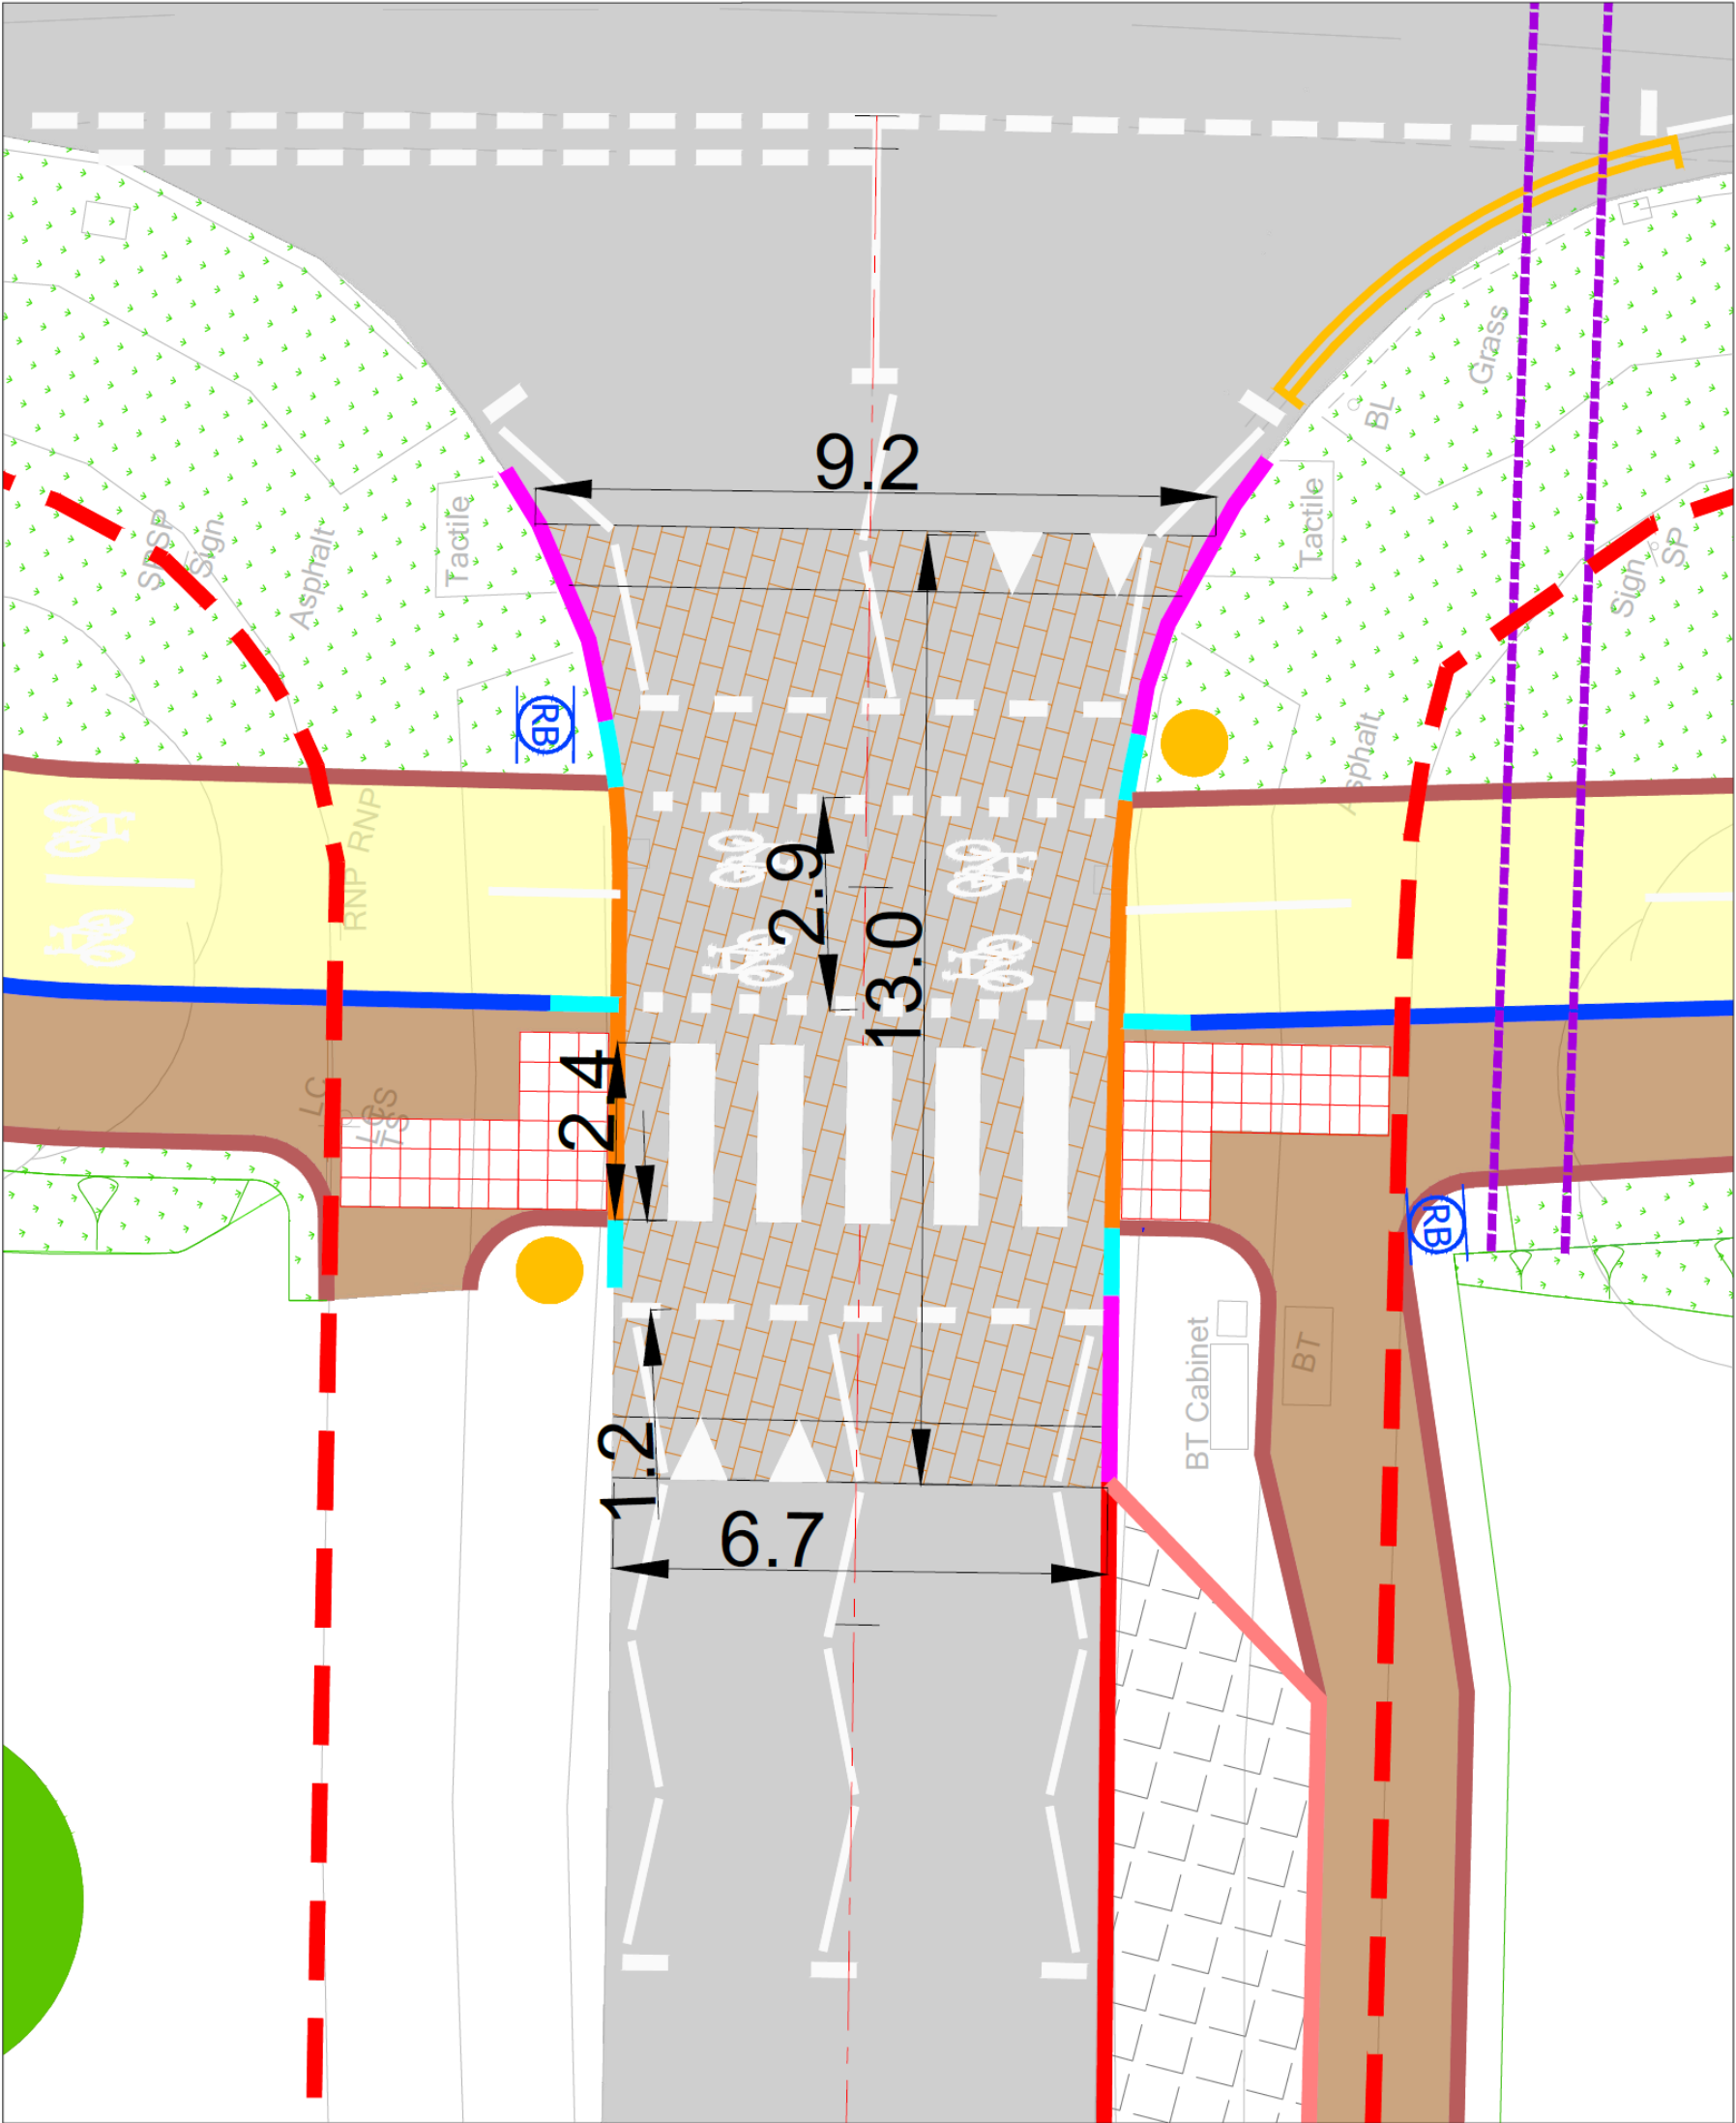 Grass
BL
9.2
Tactile
Tactile
Sign
SP
Asphalt
Sign
SP
RB
Asphalt
RNP
RNP
2.9
13.0
2.4
LC
TS
RB
BT Cabinet
BT
1.2
6.7